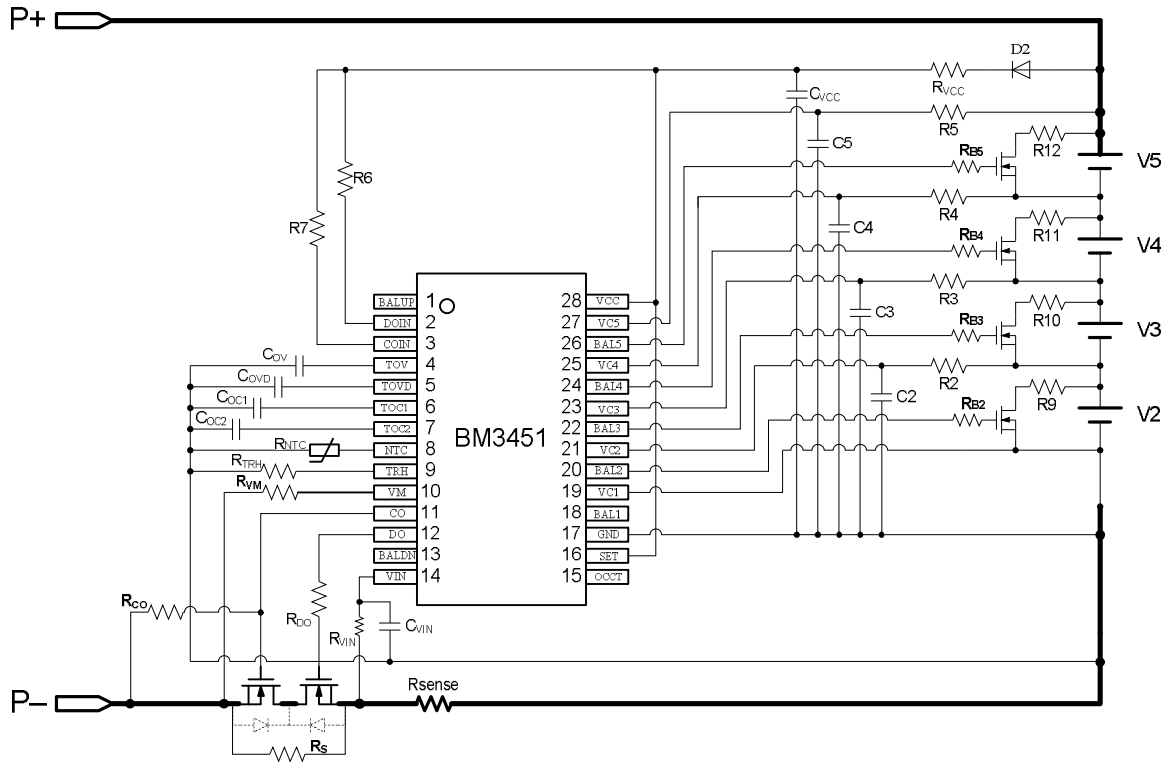 P+
D2
RVCC
CVCC
R5
C5
R12
RB5
V5
R6
R4
C4
R11
R7
RB4
V4
R3
C3
R10
RB3
V3
BALUP 1 28 VCC
DOIN 2 27 VC5
COIN 3 26 BAL5
COV TOV 4 25 VC4
R2
C2
R9
COVD TOVD 5 24 BAL4
COC1 TOC1 6 23 VC3
RB2
V2
COC2 TOC2 7 22 BAL3
BM3451
RNTC NTC 8 21 VC2
RTRH TRH 9 20 BAL2
RVM VM 10 19 VC1
CO 11 18 BAL1
DO 12 17 GND
BALDN 13 16 SET
VIN 14 15 OCCT
RCO
RDO
RVIN
CVIN
P–
Rsense
RS